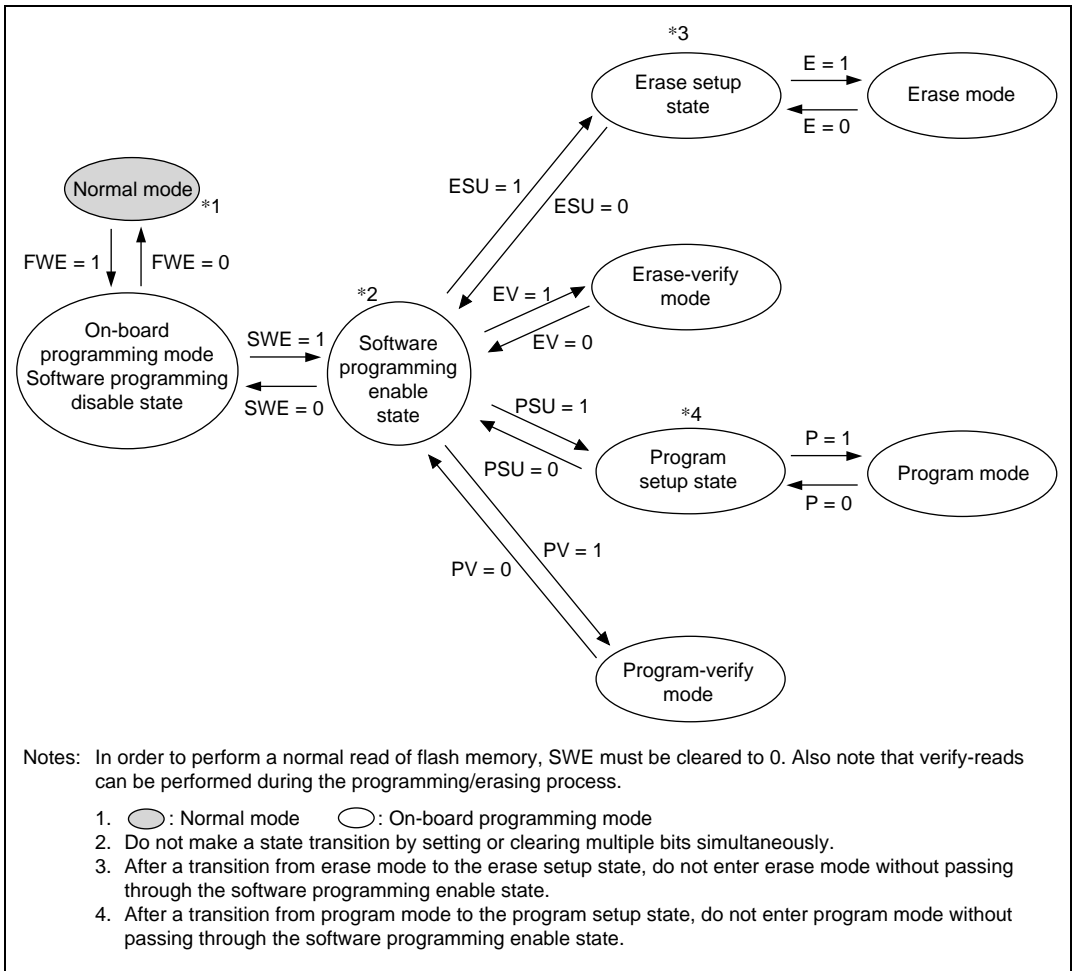 *3
Erase setup
state
E = 1
E = 0
Erase mode
Normal mode
*1
ESU = 1
ESU = 0
FWE = 1
FWE = 0
Erase-verify
mode
*2
EV = 1
EV = 0
On-board
programming mode
Software programming
disable state
SWE = 1
SWE = 0
Software
programming
enable
state
PSU = 1
PSU = 0
*4
Program
setup state
P = 1
P = 0
Program mode
PV = 1
PV = 0
Program-verify
mode
Notes: In order to perform a normal read of flash memory, SWE must be cleared to 0. Also note that verify-reads
can be performed during the programming/erasing process.
1. : Normal mode : On-board programming mode
2. Do not make a state transition by setting or clearing multiple bits simultaneously.
3. After a transition from erase mode to the erase setup state, do not enter erase mode without passing
through the software programming enable state.
4. After a transition from program mode to the program setup state, do not enter program mode without
passing through the software programming enable state.